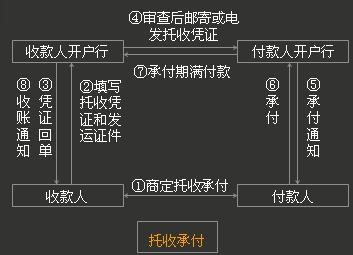 ④审查后邮寄或电
发托收凭证
收款人开户行
付款人开户行
⑦承付期满付款
⑧收账通知
③凭证回单
②填写
托收凭
证和发
运证件
⑥承付
⑤承付通知
①商定托收承付
收款人
付款人
托收承付